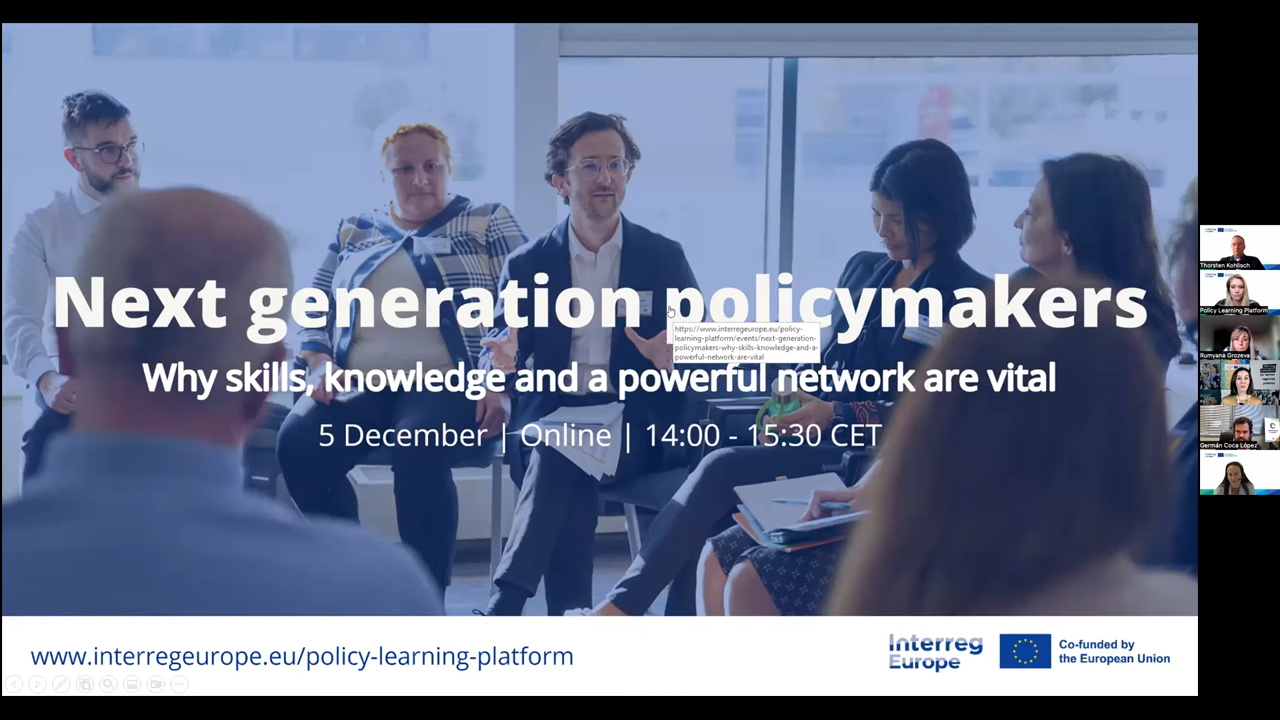 Next generation policymakers
https://www.interregeurope.eu/policy-
learning-platform/events/next-generation-
policymakers-why-skills-knowledge-and-a-
powerful-network-are-vital
Why skills, knowledge and a powerful network are vital
5 December | Online | 14:00 - 15:30 CET
www.interregeurope.eu/policy-learning-platform
Interreg
Europe
Co-funded by
the European Union
Thorsten Kohlisch
Policy Learning Platform
Rumyana Grozeva
Germán Coca López